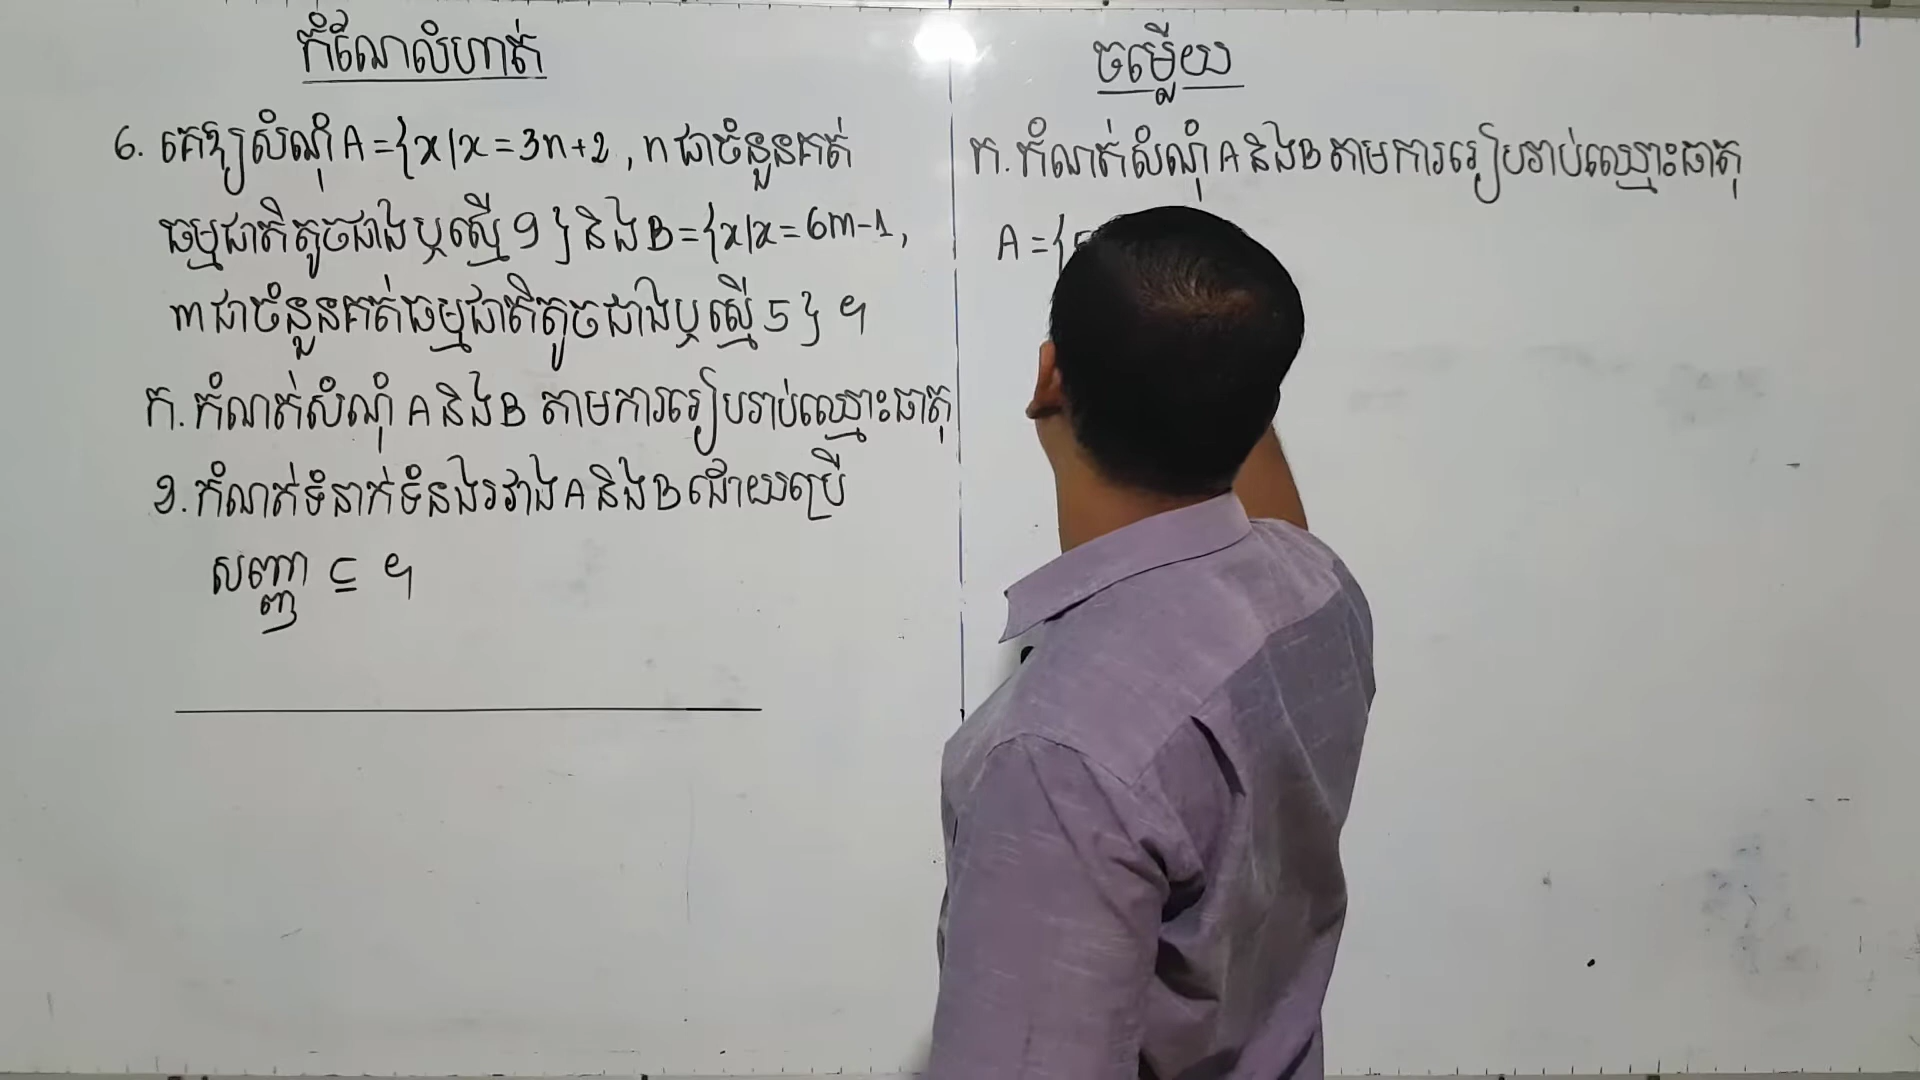 កំណែលំហាត់
6. គេឱ្យសំណុំ A={x/x=3n+2, n ជាចំនួនគត់
ធម្មជាតិតូចជាងឬស្មើ 9} និង B={x/x=6m-1,
m ជាចំនួនគត់ធម្មជាតិតូចជាងឬស្មើ 5} ។
ក. កំណត់សំណុំ A និង B តាមការរៀបរាប់ឈ្មោះធាតុ
ខ. កំណត់ទំនាក់ទំនងរវាង A និង B ដោយប្រើ
សញ្ញា ⊆ ។
ចម្លើយ
ក. កំណត់សំណុំ A និង B តាមការរៀបរាប់ឈ្មោះធាតុ
A={5